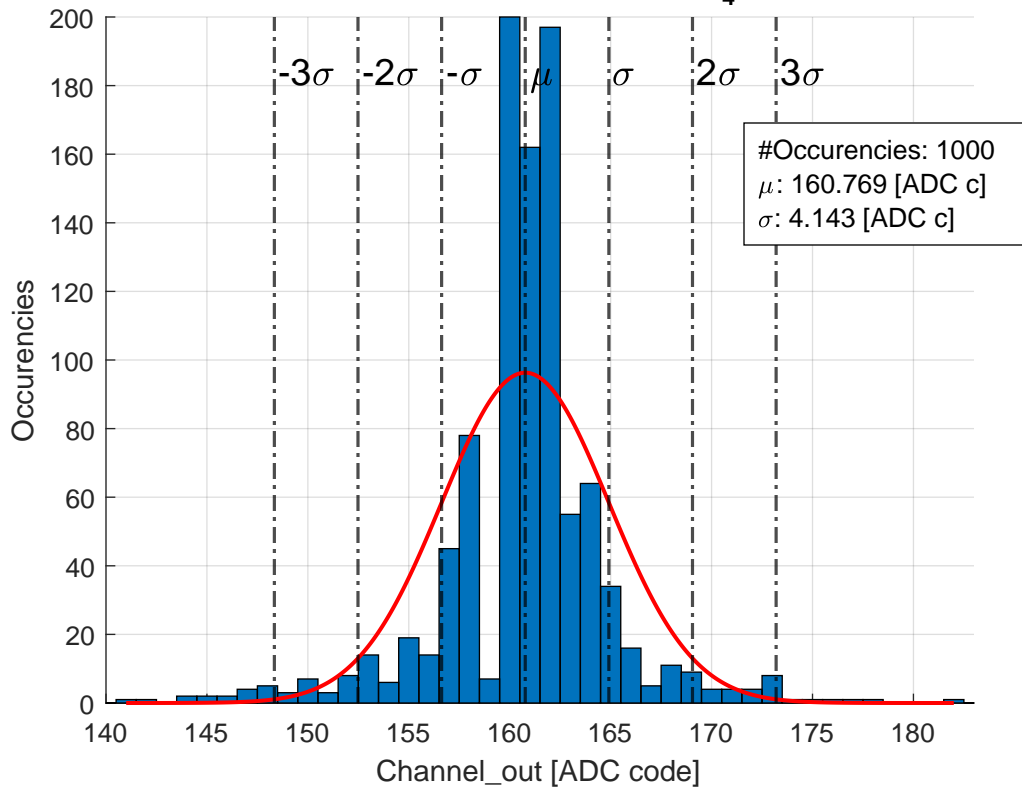 4
200
180
160
140
120
100
80
60
40
20
0
Occurencies
-3σ -2σ -σ μ σ 2σ 3σ
#Occurencies: 1000
μ: 160.769 [ADC c]
σ: 4.143 [ADC c]
140 145 150 155 160 165 170 175 180
Channel_out [ADC code]